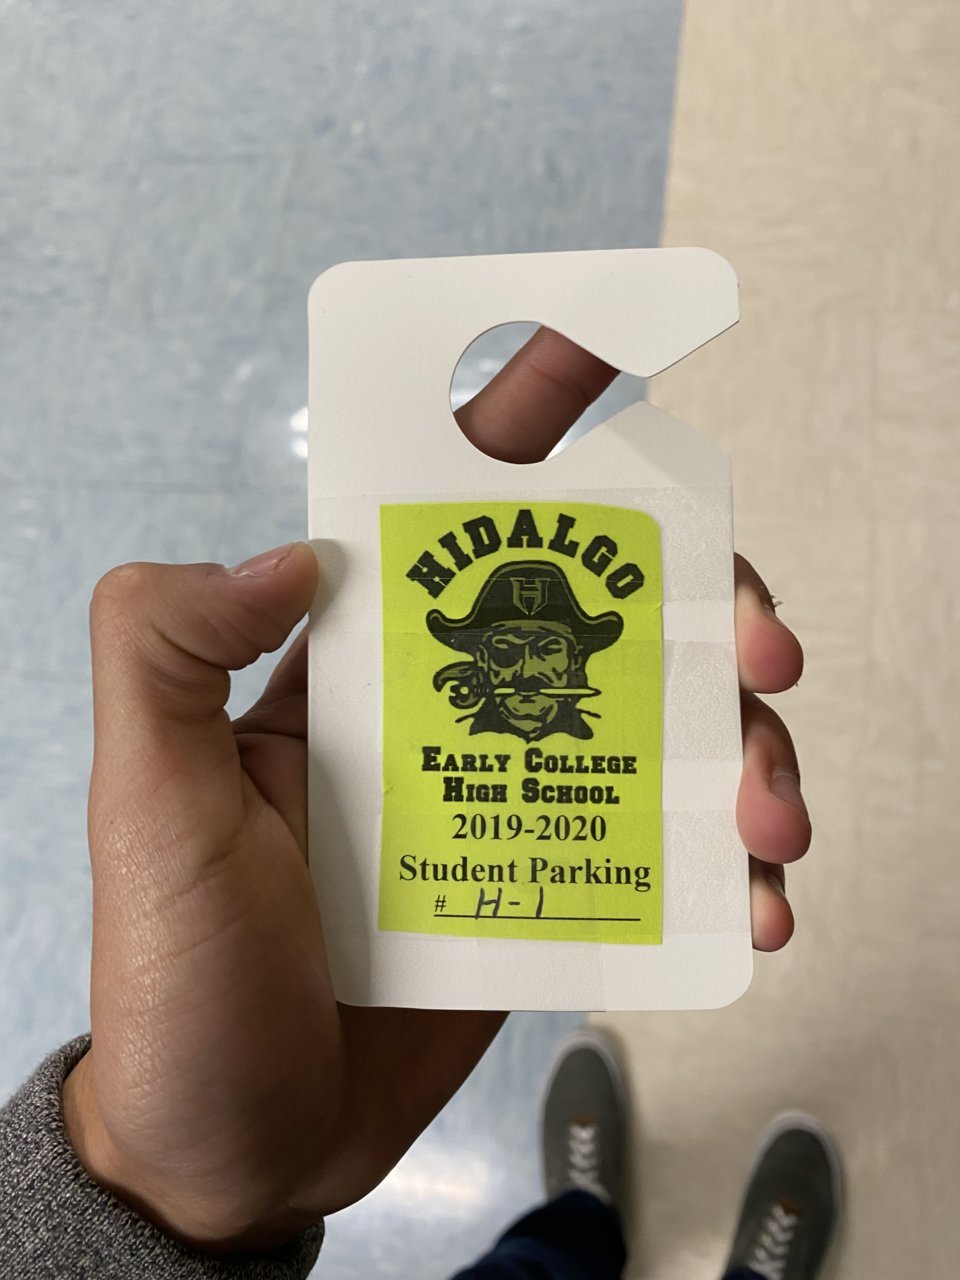 HIDALGO
H
EARLY COLLEGE
HIGH SCHOOL
2019-2020
Student Parking
# H-1